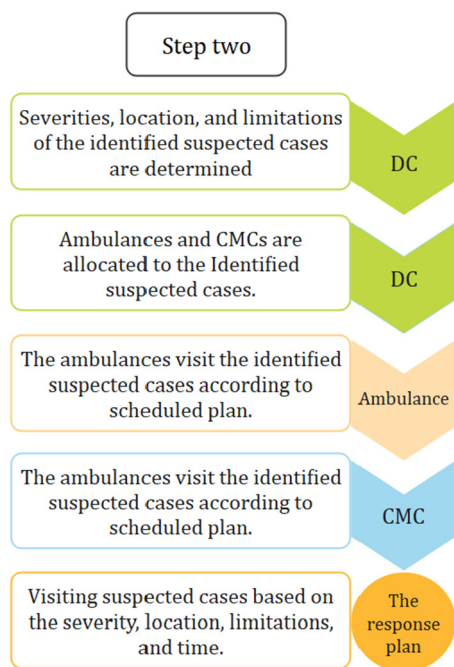 Step two
Severities, location, and limitations
of the identified suspected cases
are determined
DC
Ambulances and CMCs are
allocated to the Identified
suspected cases.
DC
The ambulances visit the identified
suspected cases according to
scheduled plan.
Ambulance
The ambulances visit the identified
suspected cases according to
scheduled plan.
CMC
Visiting suspected cases based on
the severity, location, limitations,
and time.
The
response
plan